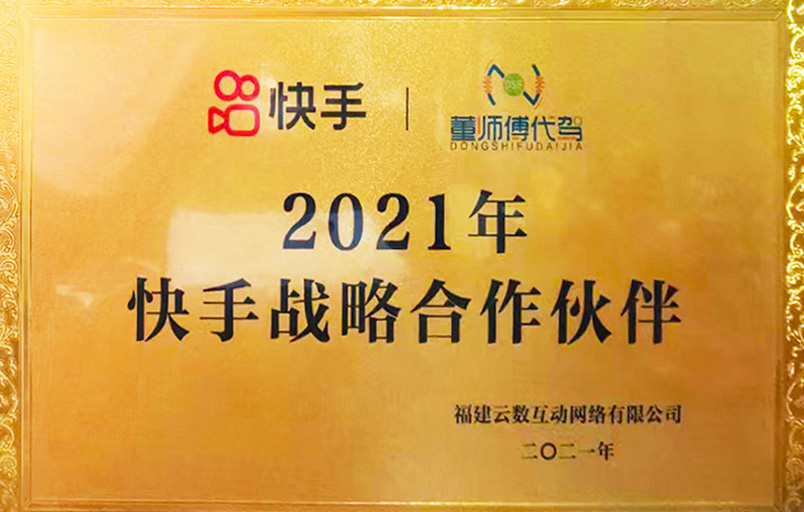 快手 | 董师傅代驾
DONGSHIFUDAIJIA
2021年
快手战略合作伙伴
福建云数互动网络有限公司
二〇二一年